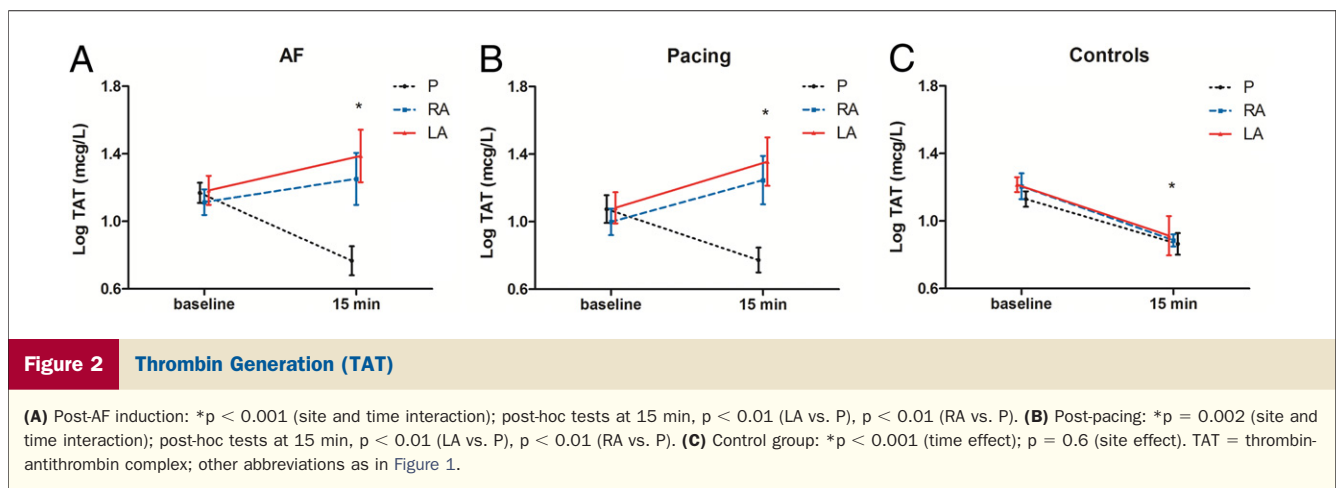 A
AF
1.8
1.4
1.0
0.6
Log TAT (mcg/L)
P
RA
LA
*
baseline
15 min
B
Pacing
1.8
1.4
1.0
0.6
Log TAT (mcg/L)
P
RA
LA
*
baseline
15 min
C
Controls
1.8
1.4
1.0
0.6
Log TAT (mcg/L)
P
RA
LA
*
baseline
15 min
Figure 2 Thrombin Generation (TAT)
(A) Post-AF induction: *p < 0.001 (site and time interaction); post-hoc tests at 15 min, p < 0.01 (LA vs. P), p < 0.01 (RA vs. P). (B) Post-pacing: *p = 0.002 (site and
time interaction); post-hoc tests at 15 min, p < 0.01 (LA vs. P), p < 0.01 (RA vs. P). (C) Control group: *p < 0.001 (time effect); p = 0.6 (site effect). TAT = thrombin-
antithrombin complex; other abbreviations as in Figure 1.